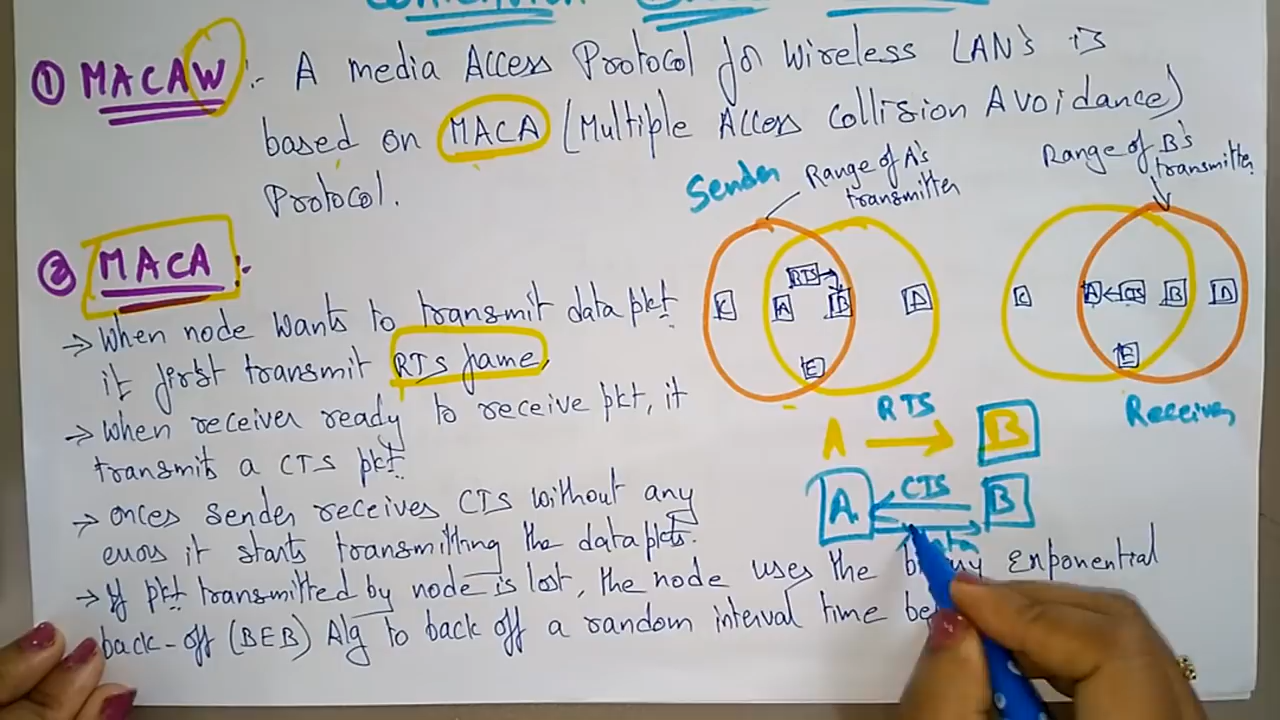 ① MACAW :- A media Access Protocol for Wireless LAN's is
based on MACA (Multiple Access Collision Avoidance)
Protocol.
Sender
Range of A's
transmitter
Range of B's
transmitter
C A RTS B D E
C A CTS B D E
Receiver
② MACA :-
→ When node wants to transmit data pkt
it first transmit RTS frame,
→ When receiver ready to receive pkt, it
transmits a CTS pkt.
→ onces sender receives CTS without any
errors it starts transmitting the data pkts.
→ If pkt transmitted by node is lost, the node uses the exponential
back-off (BEB) Alg to back off a random interval time
A RTS B
A CTS B